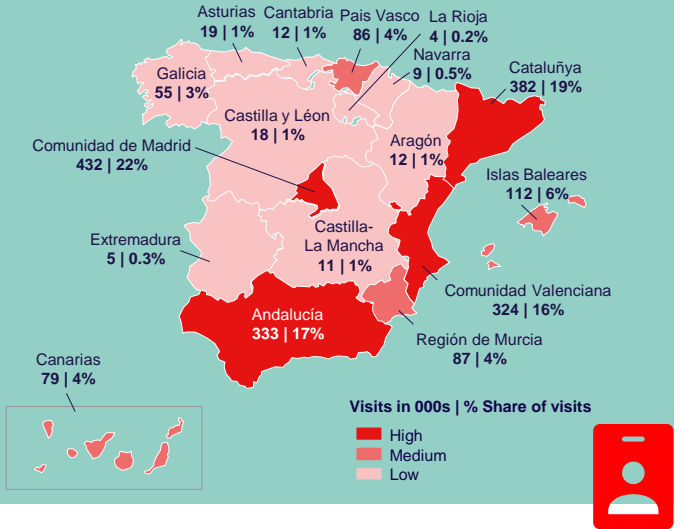 Asturias
19 | 1%
Cantabria
12 | 1%
Pais Vasco
86 | 4%
La Rioja
4 | 0.2%
Navarra
9 | 0.5%
Cataluñya
382 | 19%
Galicia
55 | 3%
Castilla y Léon
18 | 1%
Aragón
12 | 1%
Comunidad de Madrid
432 | 22%
Islas Baleares
112 | 6%
Extremadura
5 | 0.3%
Castilla-
La Mancha
11 | 1%
Comunidad Valenciana
324 | 16%
Andalucía
333 | 17%
Región de Murcia
87 | 4%
Canarias
79 | 4%
Visits in 000s | % Share of visits
High
Medium
Low